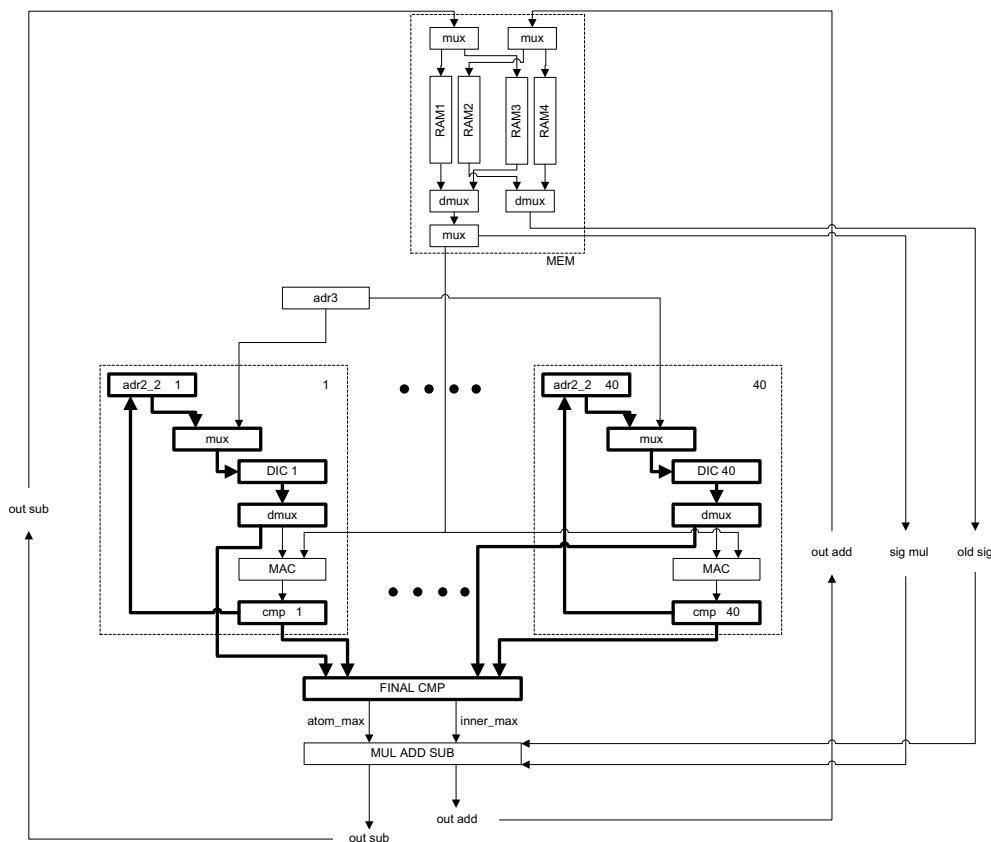 mux mux
RAM1 RAM2 RAM3 RAM4
dmux dmux
mux
MEM
adr3
adr2_2 1 1
mux
DIC 1
dmux
MAC
cmp 1
adr2_2 40 40
mux
DIC 40
dmux
MAC
cmp 40
out sub
out add
sig mul
old sig
FINAL CMP
atom_max inner_max
MUL ADD SUB
out add
out sub